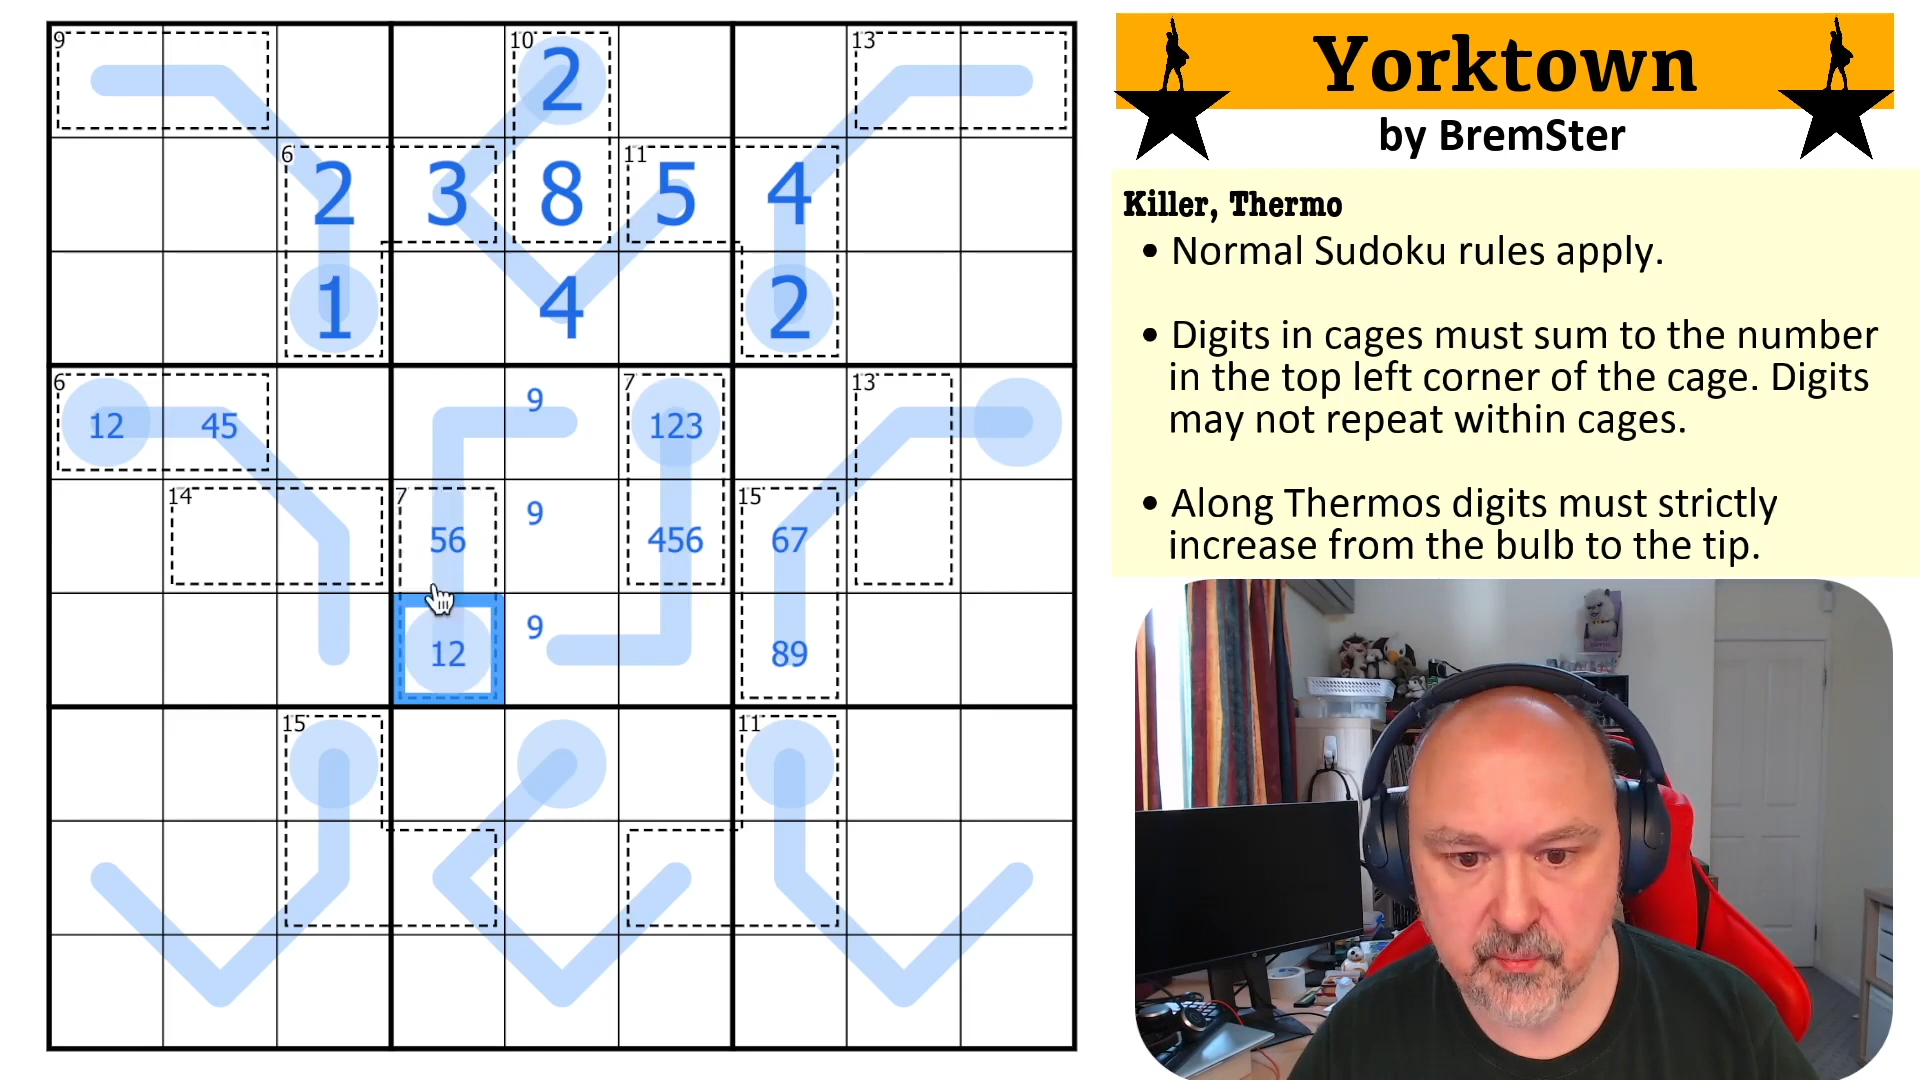 9 10 13
2
6 11
2 3 8 5 4
1 4 2
6 9 7 13
12 45 123
14 7 9 15
56 456 67
9
12 89
15 11
Yorktown
by BremSter
Killer, Thermo
• Normal Sudoku rules apply.
• Digits in cages must sum to the number
in the top left corner of the cage. Digits
may not repeat within cages.
• Along Thermos digits must strictly
increase from the bulb to the tip.